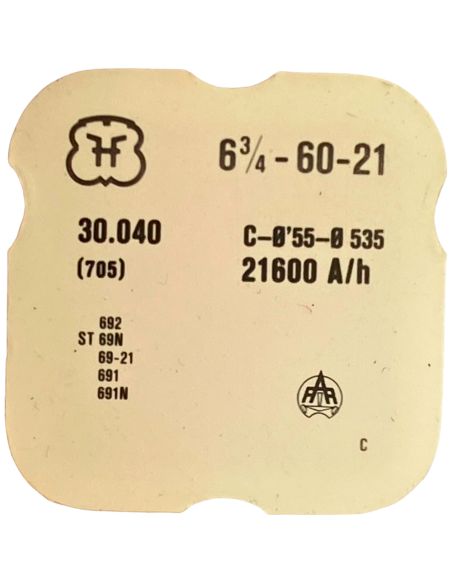 6¾-60-21
30.040
(705)
C-Ø'55-Ø 535
21600 A/h
692
ST 69N
69-21
691
691N
C